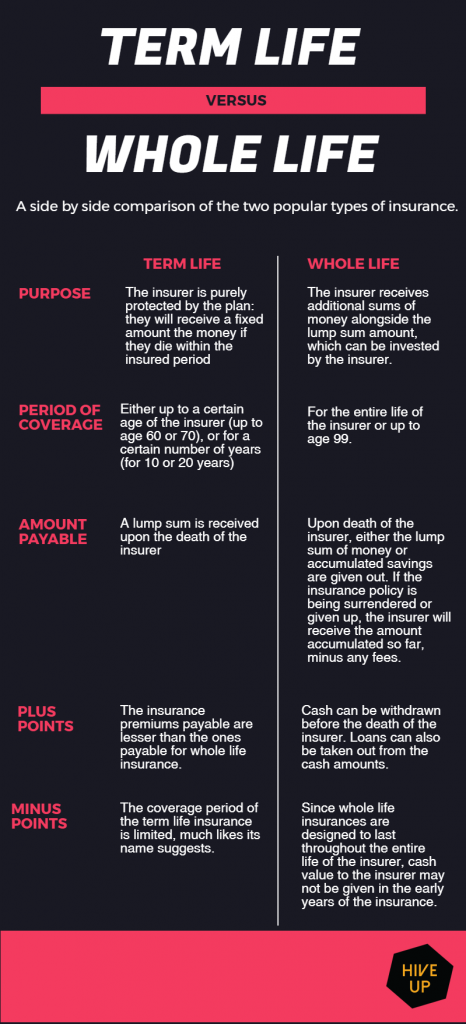 TERM LIFE
VERSUS
WHOLE LIFE
A side by side comparison of the two popular types of insurance.
TERM LIFE
WHOLE LIFE
PURPOSE
The insurer is purely
protected by the plan:
they will receive a fixed
amount the money if
they die within the
insured period
The insurer receives
additional sums of
money alongside the
lump sum amount,
which can be invested
by the insurer.
PERIOD OF
COVERAGE
Either up to a certain
age of the insurer (up to
age 60 or 70), or for a
certain number of years
(for 10 or 20 years)
For the entire life of
the insurer or up to
age 99.
AMOUNT
PAYABLE
A lump sum is received
upon the death of the
insurer
Upon death of the
insurer, either the lump
sum of money or
accumulated savings
are given out. If the
insurance policy is
being surrendered or
given up, the insurer will
receive the amount
accumulated so far,
minus any fees.
PLUS
POINTS
The insurance
premiums payable are
lesser than the ones
payable for whole life
insurance.
Cash can be withdrawn
before the death of the
insurer. Loans can also
be taken out from the
cash amounts.
MINUS
POINTS
The coverage period of
the term life insurance
is limited, much likes its
name suggests.
Since whole life
insurances are
designed to last
throughout the entire
life of the insurer, cash
value to the insurer may
not be given in the early
years of the insurance.
HIVE
UP